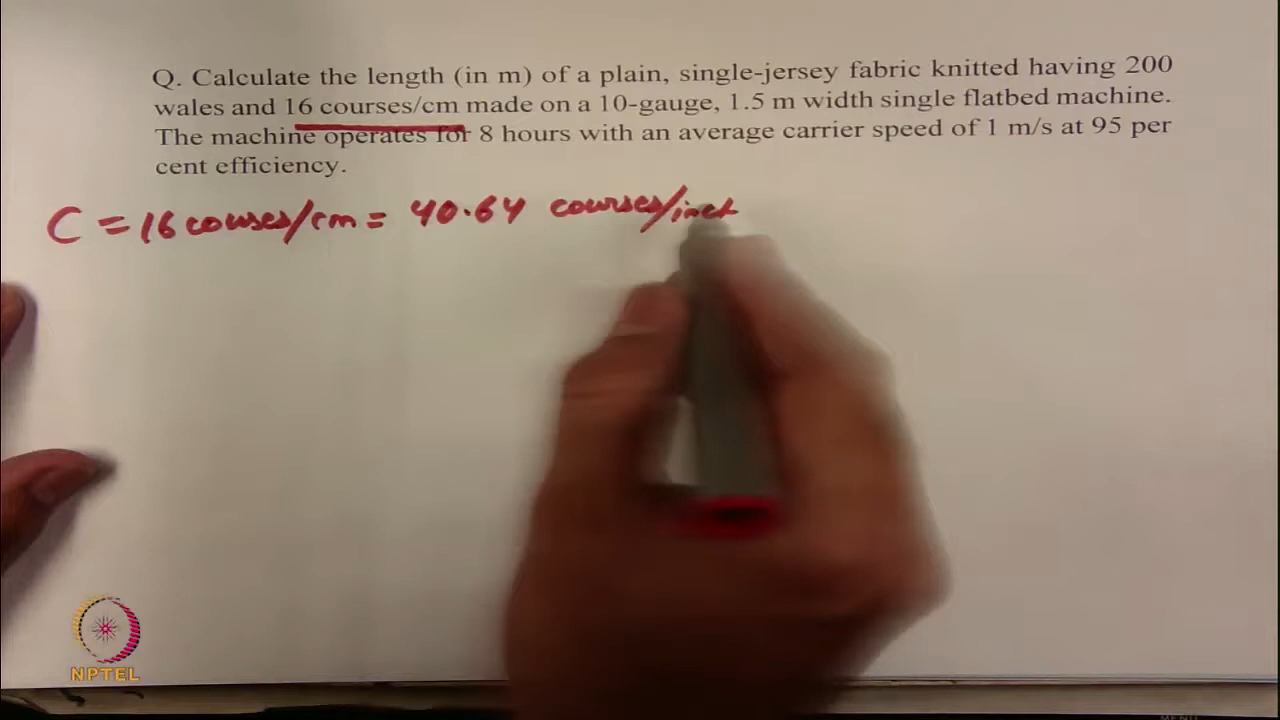 Q. Calculate the length (in m) of a plain, single-jersey fabric knitted having 200
wales and 16 courses/cm made on a 10-gauge, 1.5 m width single flatbed machine.
The machine operates for 8 hours with an average carrier speed of 1 m/s at 95 per
cent efficiency.
C = 16 courses/cm = 40.64 courses/inch
NPTEL